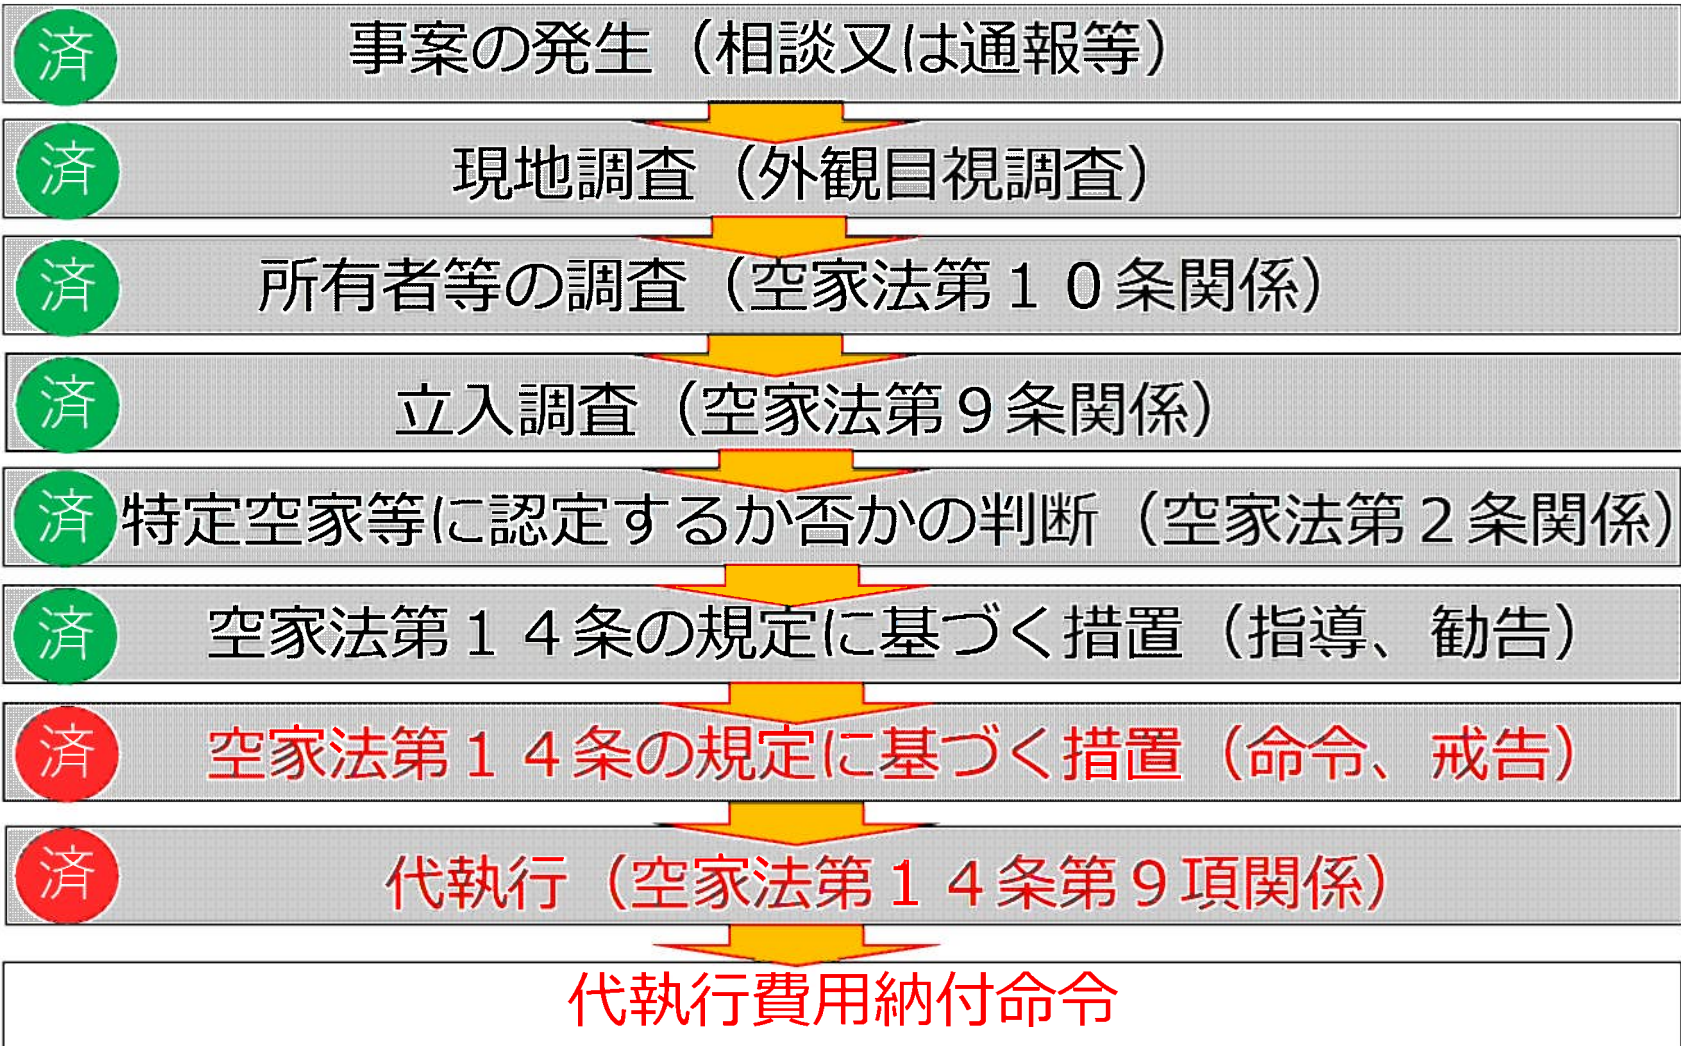 済 事案の発生（相談又は通報等）
済 現地調査（外観目視調査）
済 所有者等の調査（空家法第１０条関係）
済 立入調査（空家法第９条関係）
済 特定空家等に認定するか否かの判断（空家法第２条関係）
済 空家法第１４条の規定に基づく措置（指導、勧告）
済 空家法第１４条の規定に基づく措置（命令、戒告）
済 代執行（空家法第１４条第９項関係）
代執行費用納付命令